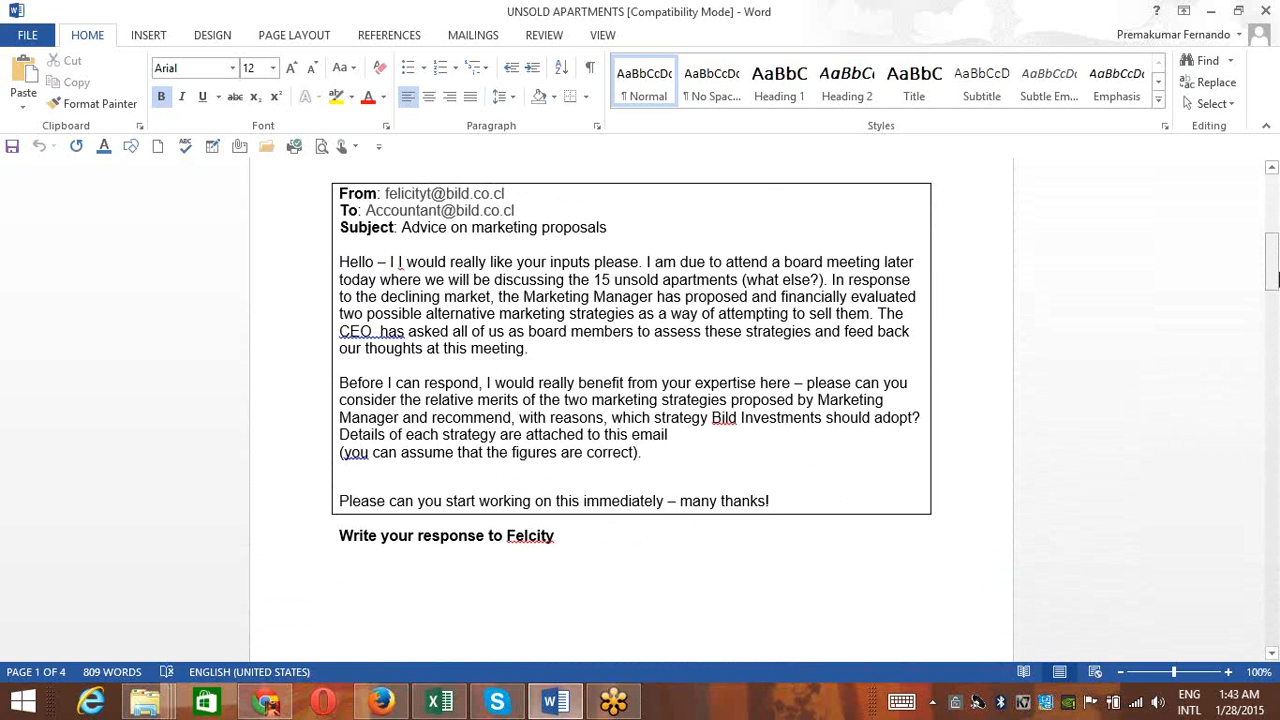 UNSOLD APARTMENTS [Compatibility Mode] - Word
FILE HOME INSERT DESIGN PAGE LAYOUT REFERENCES MAILINGS REVIEW VIEW Premakumar Fernando
Paste Cut Copy Format Painter
Arial 12
AaBbCcDc AaBbCcDc AaBbC AaBbCc AaBbC AaBbCcD AaBbCcDc AaBbCcDc
¶ Normal ¶ No Spac... Heading 1 Heading 2 Title Subtitle Subtle Em... Emphasis
Find Replace Select
Clipboard Font Paragraph Styles Editing
From: felicityt@bild.co.cl
To: Accountant@bild.co.cl
Subject: Advice on marketing proposals
Hello – I I would really like your inputs please. I am due to attend a board meeting later
today where we will be discussing the 15 unsold apartments (what else?). In response
to the declining market, the Marketing Manager has proposed and financially evaluated
two possible alternative marketing strategies as a way of attempting to sell them. The
CEO has asked all of us as board members to assess these strategies and feed back
our thoughts at this meeting.
Before I can respond, I would really benefit from your expertise here – please can you
consider the relative merits of the two marketing strategies proposed by Marketing
Manager and recommend, with reasons, which strategy Bild Investments should adopt?
Details of each strategy are attached to this email
(you can assume that the figures are correct).
Please can you start working on this immediately – many thanks!
Write your response to Felcity
PAGE 1 OF 4 809 WORDS ENGLISH (UNITED STATES) 100%
ENG 1:43 AM
INTL 1/28/2015